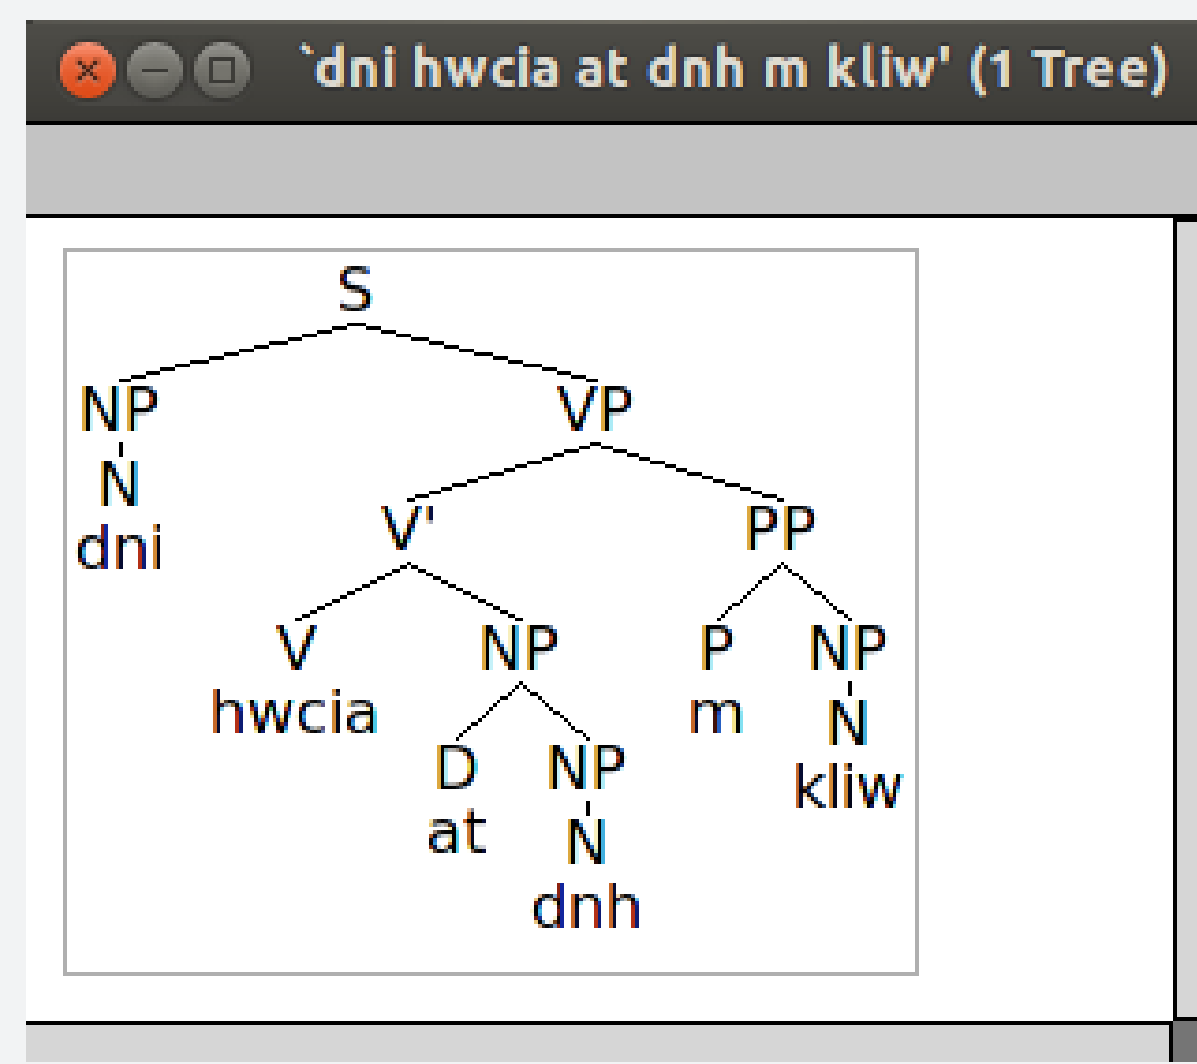 `dni hwcia at dnh m kliw' (1 Tree)
S
NP VP
N
dni
V' PP
V NP P NP
hwcia m N
kliw
D NP
at N
dnh